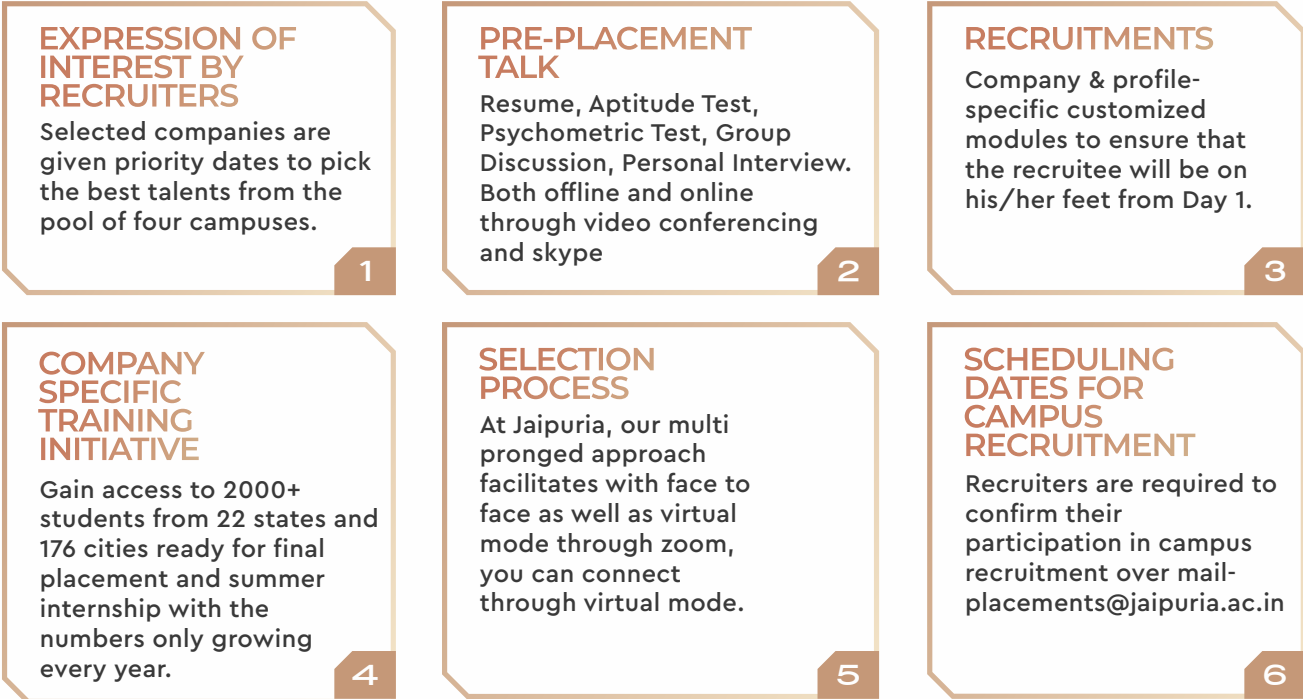 EXPRESSION OF
INTEREST BY
RECRUITERS
Selected companies are
given priority dates to pick
the best talents from the
pool of four campuses.
1
PRE-PLACEMENT
TALK
Resume, Aptitude Test,
Psychometric Test, Group
Discussion, Personal Interview.
Both offline and online
through video conferencing
and skype
2
RECRUITMENTS
Company & profile-
specific customized
modules to ensure that
the recruitee will be on
his/her feet from Day 1.
3
COMPANY
SPECIFIC
TRAINING
INITIATIVE
Gain access to 2000+
students from 22 states and
176 cities ready for final
placement and summer
internship with the
numbers only growing
every year.
4
SELECTION
PROCESS
At Jaipuria, our multi
pronged approach
facilitates with face to
face as well as virtual
mode through zoom,
you can connect
through virtual mode.
5
SCHEDULING
DATES FOR
CAMPUS
RECRUITMENT
Recruiters are required to
confirm their
participation in campus
recruitment over mail-
placements@jaipuria.ac.in
6